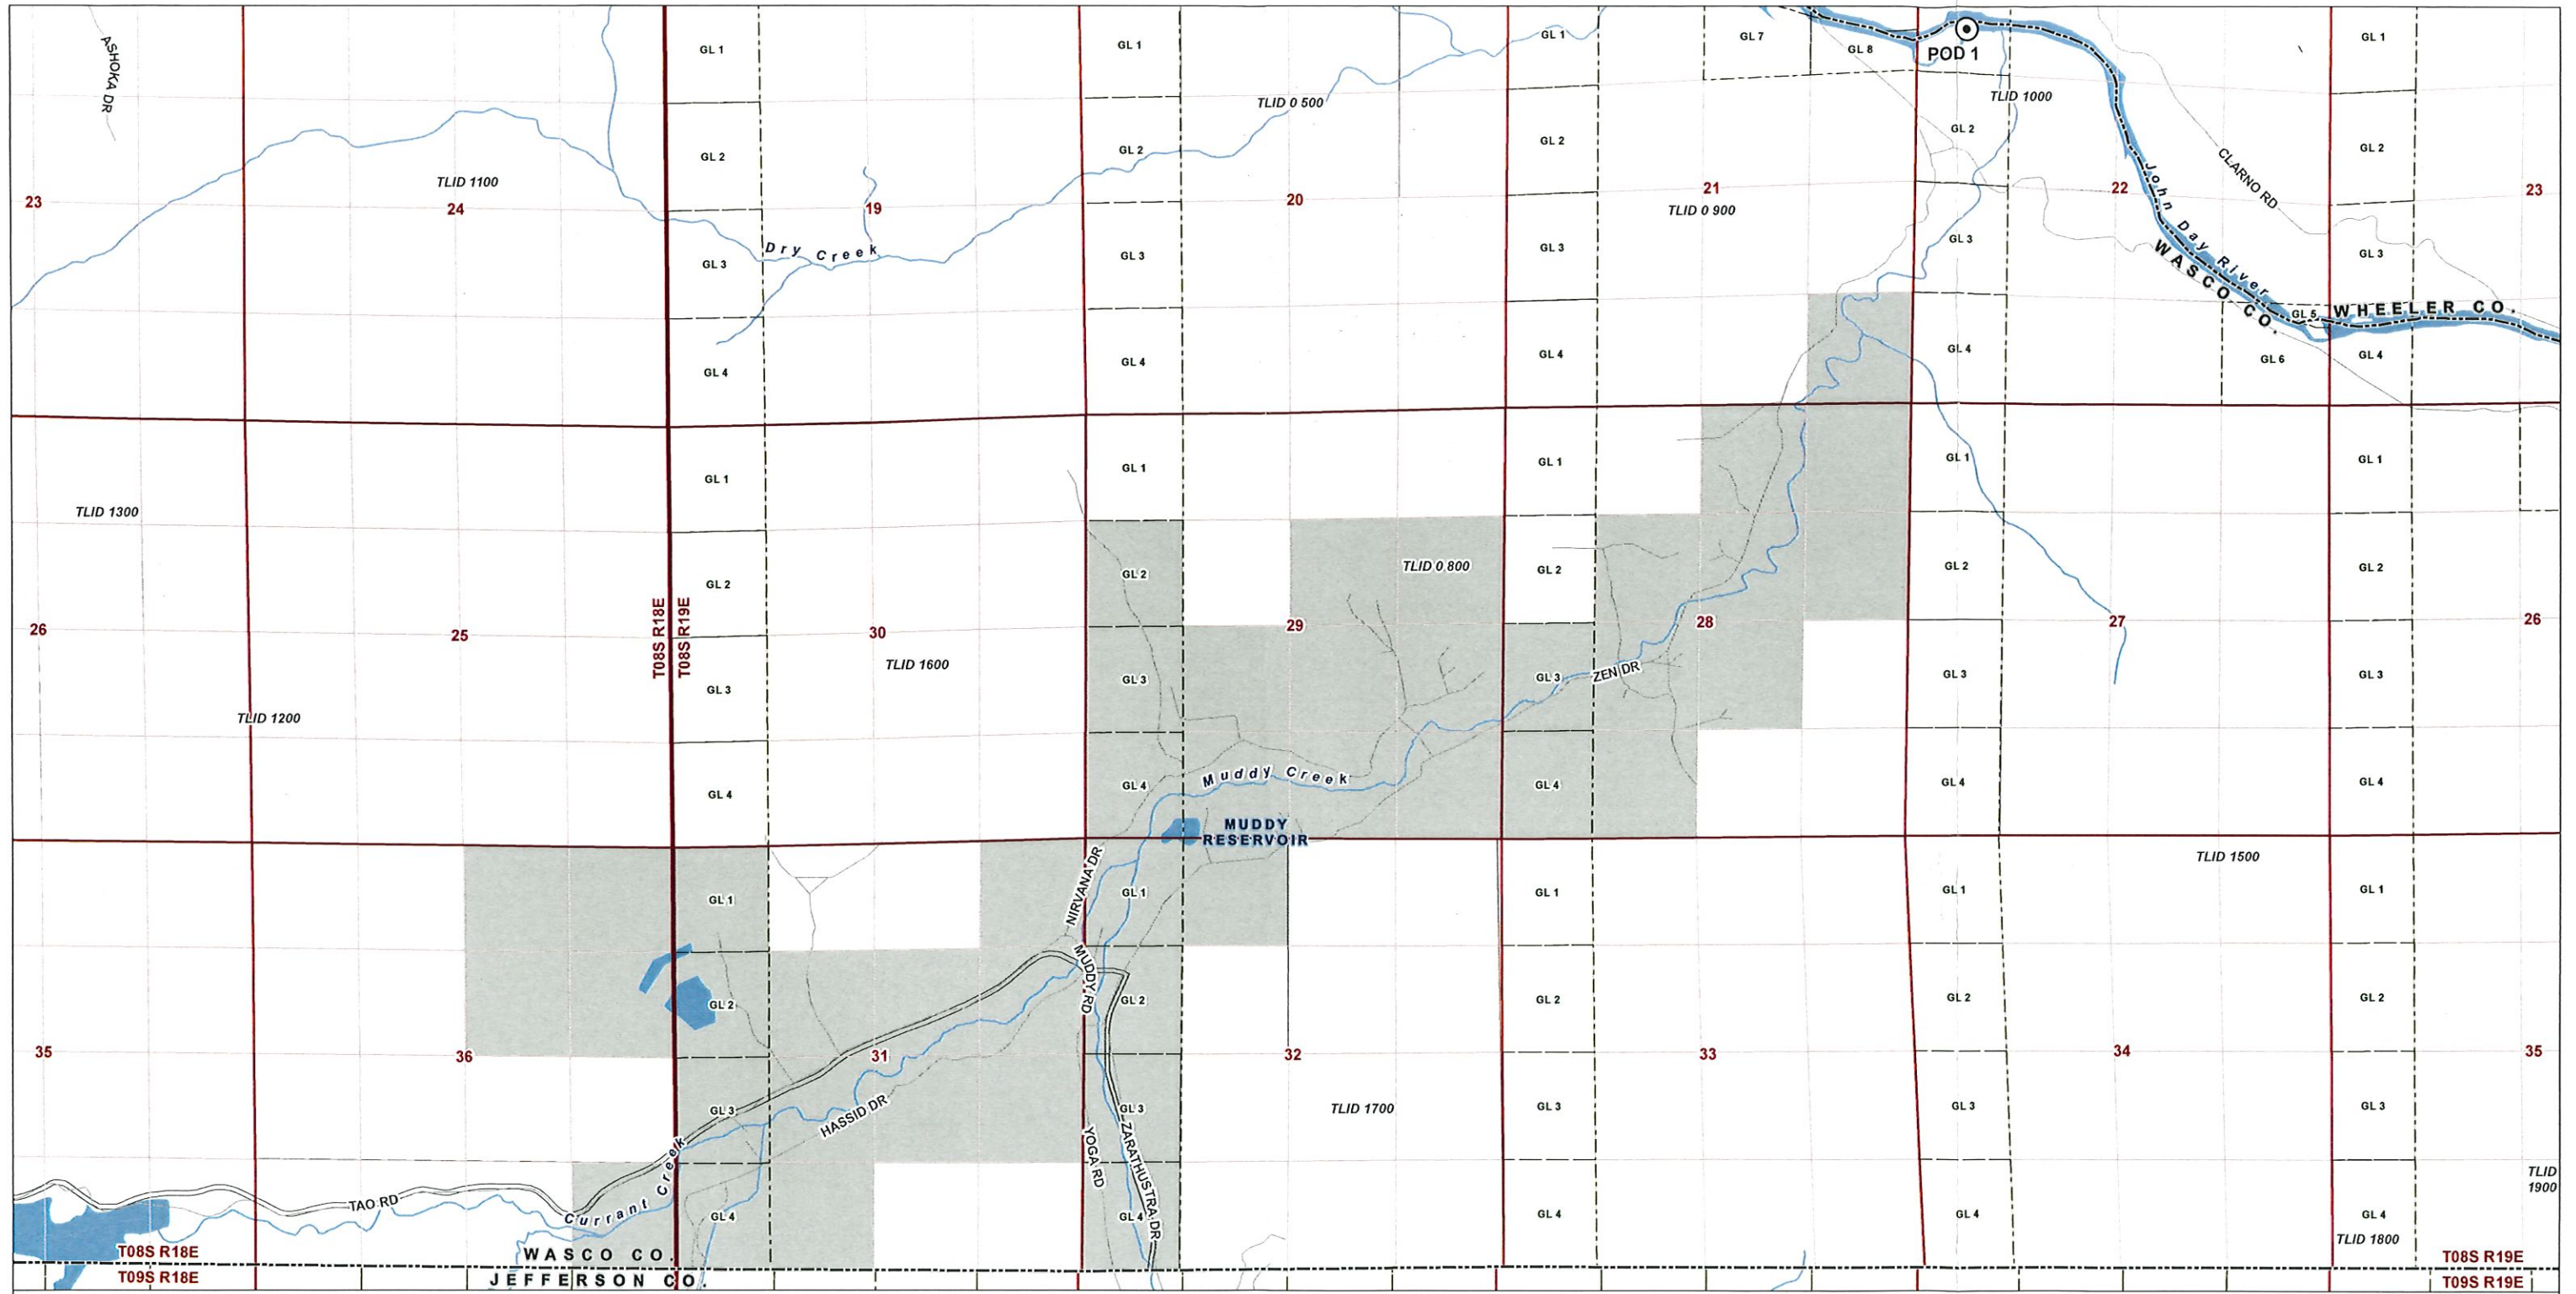 ASHOKA DR
GL 1
GL 1
GL 1
GL 7
GL 8
POD 1
GL 1
TLID 0 500
TLID 1000
GL 2
GL 2
GL 2
GL 2
GL 2
TLID 1100
CLARNO RD
23
24
19
20
21
TLID 0 900
22
23
John Day River
Dry Creek
GL 3
GL 3
GL 3
GL 3
GL 3
WASCO CO.
WHEELER CO.
GL 5
GL 6
GL 4
GL 4
GL 4
GL 4
GL 4
GL 1
GL 1
GL 1
GL 1
GL 1
TLID 1300
GL 2
GL 2
TLID 0 800
GL 2
GL 2
GL 2
T08S R18E
T08S R19E
26
25
30
29
28
27
26
TLID 1600
ZEN DR
GL 3
GL 3
GL 3
GL 3
GL 3
TLID 1200
GL 4
GL 4
Muddy Creek
GL 4
GL 4
GL 4
MUDDY
RESERVOIR
TLID 1500
NIRVANA DR
GL 1
GL 1
GL 1
GL 1
GL 1
MUDDY RD
GL 2
GL 2
GL 2
GL 2
GL 2
35
36
31
32
33
34
35
GL 3
HASSID DR
GL 3
TLID 1700
GL 3
GL 3
GL 3
YOGA RD
ZARATHUSTRA DR
TLID
1900
TAO RD
Currant Creek
GL 4
GL 4
GL 4
GL 4
GL 4
TLID 1800
T08S R18E
WASCO CO.
T08S R19E
T09S R18E
JEFFERSON CO.
T09S R19E